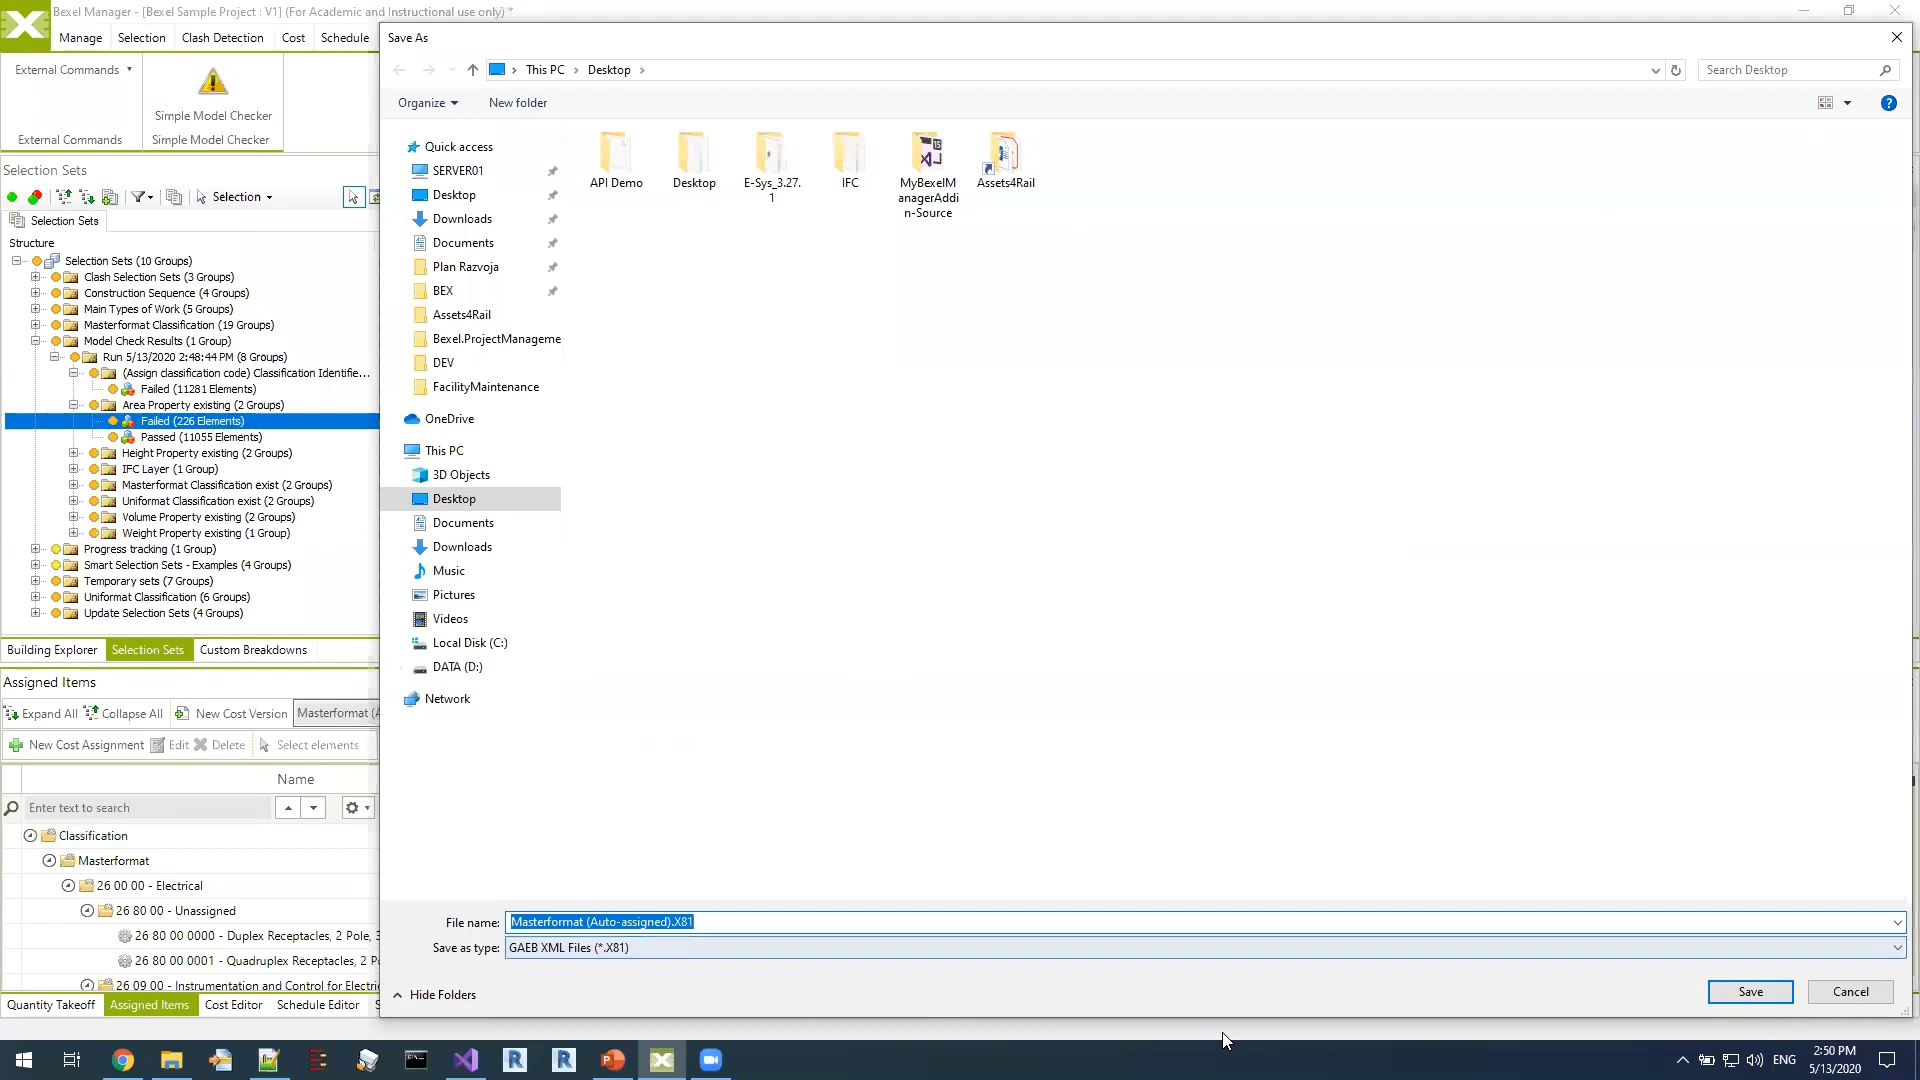 Bexel Manager - [Bexel Sample Project : V1] (For Academic and Instructional use only) *
Manage
Selection
Clash Detection
Cost
Schedule
External Commands
Simple Model Checker
External Commands
Simple Model Checker
Selection Sets
Selection
Selection Sets
Structure
Selection Sets (10 Groups)
Clash Selection Sets (3 Groups)
Construction Sequence (4 Groups)
Main Types of Work (5 Groups)
Masterformat Classification (19 Groups)
Model Check Results (1 Group)
Run 5/13/2020 2:48:44 PM (8 Groups)
(Assign classification code) Classification Identifie...
Failed (11281 Elements)
Area Property existing (2 Groups)
Failed (226 Elements)
Passed (11055 Elements)
Height Property existing (2 Groups)
IFC Layer (1 Group)
Masterformat Classification exist (2 Groups)
Uniformat Classification exist (2 Groups)
Volume Property existing (2 Groups)
Weight Property existing (1 Group)
Progress tracking (1 Group)
Smart Selection Sets - Examples (4 Groups)
Temporary sets (7 Groups)
Uniformat Classification (6 Groups)
Update Selection Sets (4 Groups)
Building Explorer
Selection Sets
Custom Breakdowns
Assigned Items
Expand All
Collapse All
New Cost Version
Masterformat (A
New Cost Assignment
Edit
Delete
Select elements
Name
Enter text to search
Classification
Masterformat
26 00 00 - Electrical
26 80 00 - Unassigned
26 80 00 0000 - Duplex Receptacles, 2 Pole, 3
26 80 00 0001 - Quadruplex Receptacles, 2 P
26 09 00 - Instrumentation and Control for Electri
Quantity Takeoff
Assigned Items
Cost Editor
Schedule Editor
Save As
This PC
Desktop
Search Desktop
Organize
New folder
Quick access
SERVER01
Desktop
Downloads
Documents
Plan Razvoja
BEX
Assets4Rail
Bexel.ProjectManageme
DEV
FacilityMaintenance
OneDrive
This PC
3D Objects
Desktop
Documents
Downloads
Music
Pictures
Videos
Local Disk (C:)
DATA (D:)
Network
API Demo
Desktop
E-Sys_3.27.
1
IFC
MyBexelM
anagerAddi
n-Source
Assets4Rail
File name:
Masterformat (Auto-assigned).X81
Save as type:
GAEB XML Files (*.X81)
Hide Folders
Save
Cancel
ENG
2:50 PM
5/13/2020